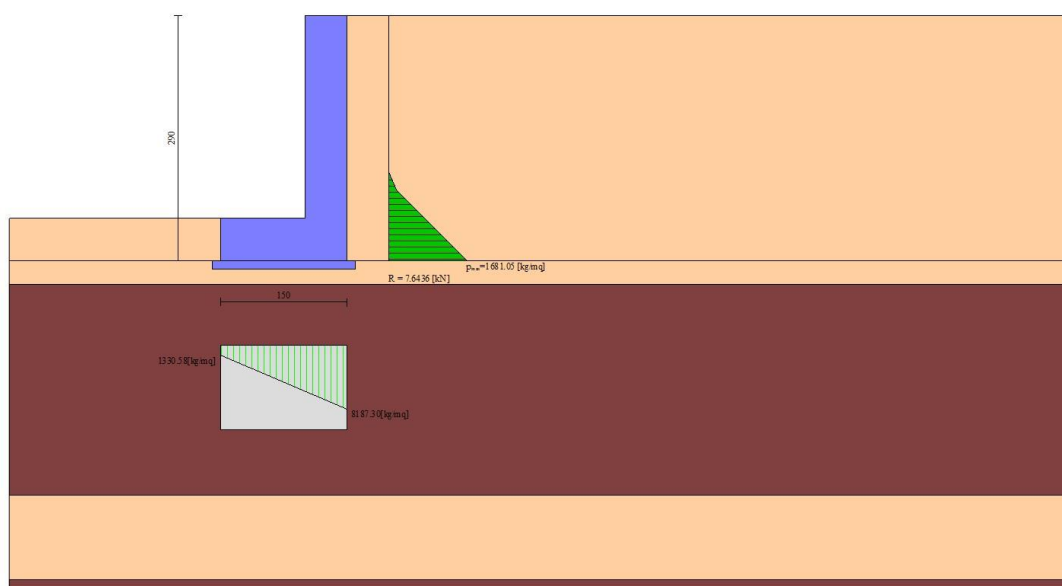 290
pmax=1681.05 [kg/mq]
R = 7.6436 [kN]
150
1330.58[kg/mq]
8187.30[kg/mq]